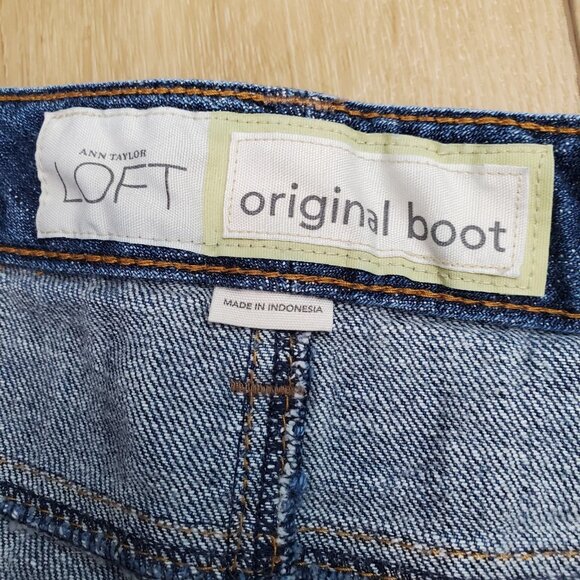 ANN TAYLOR
LOFT
original boot
MADE IN INDONESIA